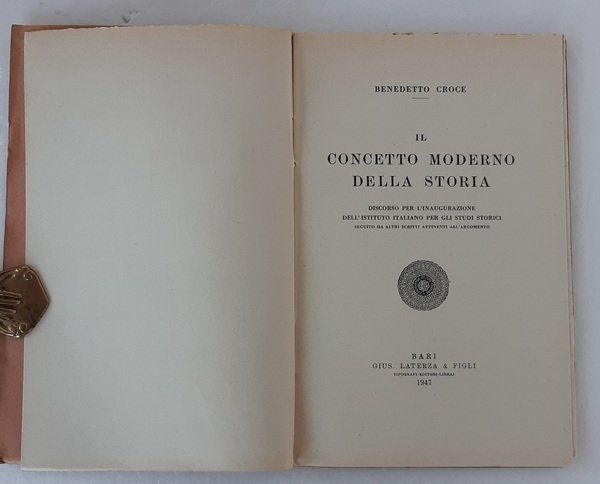 BENEDETTO CROCE
IL
CONCETTO MODERNO
DELLA STORIA
DISCORSO PER L'INAUGURAZIONE
DELL'ISTITUTO ITALIANO PER GLI STUDI STORICI
SEGUITO DA ALTRI SCRITTI ATTINENTI ALL'ARGOMENTO
BARI
GIUS. LATERZA & FIGLI
TIPOGRAFI-EDITORI-LIBRAI
1947